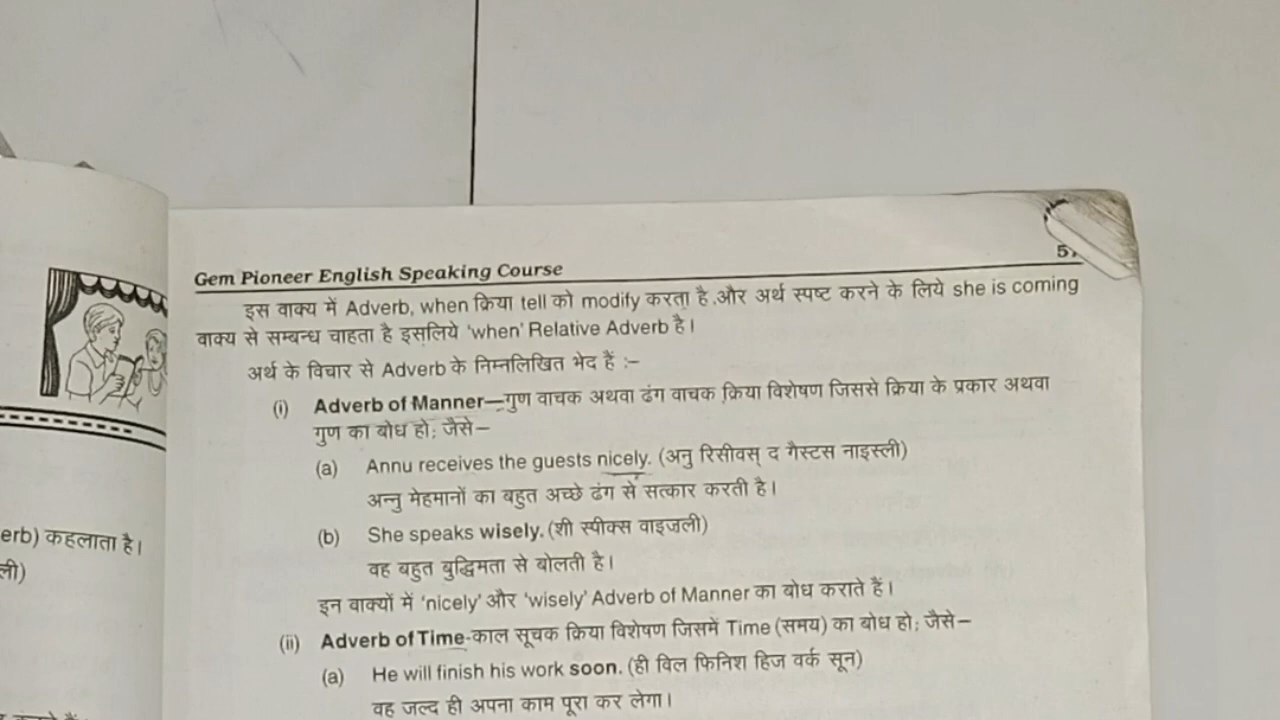 erb) कहलाता है।
ली)
Gem Pioneer English Speaking Course
इस वाक्य में Adverb, when क्रिया tell को modify करता है और अर्थ स्पष्ट करने के लिये she is coming
वाक्य से सम्बन्ध चाहता है इसलिये 'when' Relative Adverb है।
अर्थ के विचार से Adverb के निम्नलिखित भेद हैं :–
(i) Adverb of Manner—गुण वाचक अथवा ढंग वाचक क्रिया विशेषण जिससे क्रिया के प्रकार अथवा
गुण का बोध हो; जैसे–
(a) Annu receives the guests nicely. (अनु रिसीवस् द गैस्टस नाइस्ली)
अन्नु मेहमानों का बहुत अच्छे ढंग से सत्कार करती है।
(b) She speaks wisely. (शी स्पीक्स वाइजली)
वह बहुत बुद्धिमता से बोलती है।
इन वाक्यों में 'nicely' और 'wisely' Adverb of Manner का बोध कराते हैं।
(ii) Adverb of Time-काल सूचक क्रिया विशेषण जिसमें Time (समय) का बोध हो; जैसे–
(a) He will finish his work soon. (ही विल फिनिश हिज वर्क सून)
वह जल्द ही अपना काम पूरा कर लेगा।